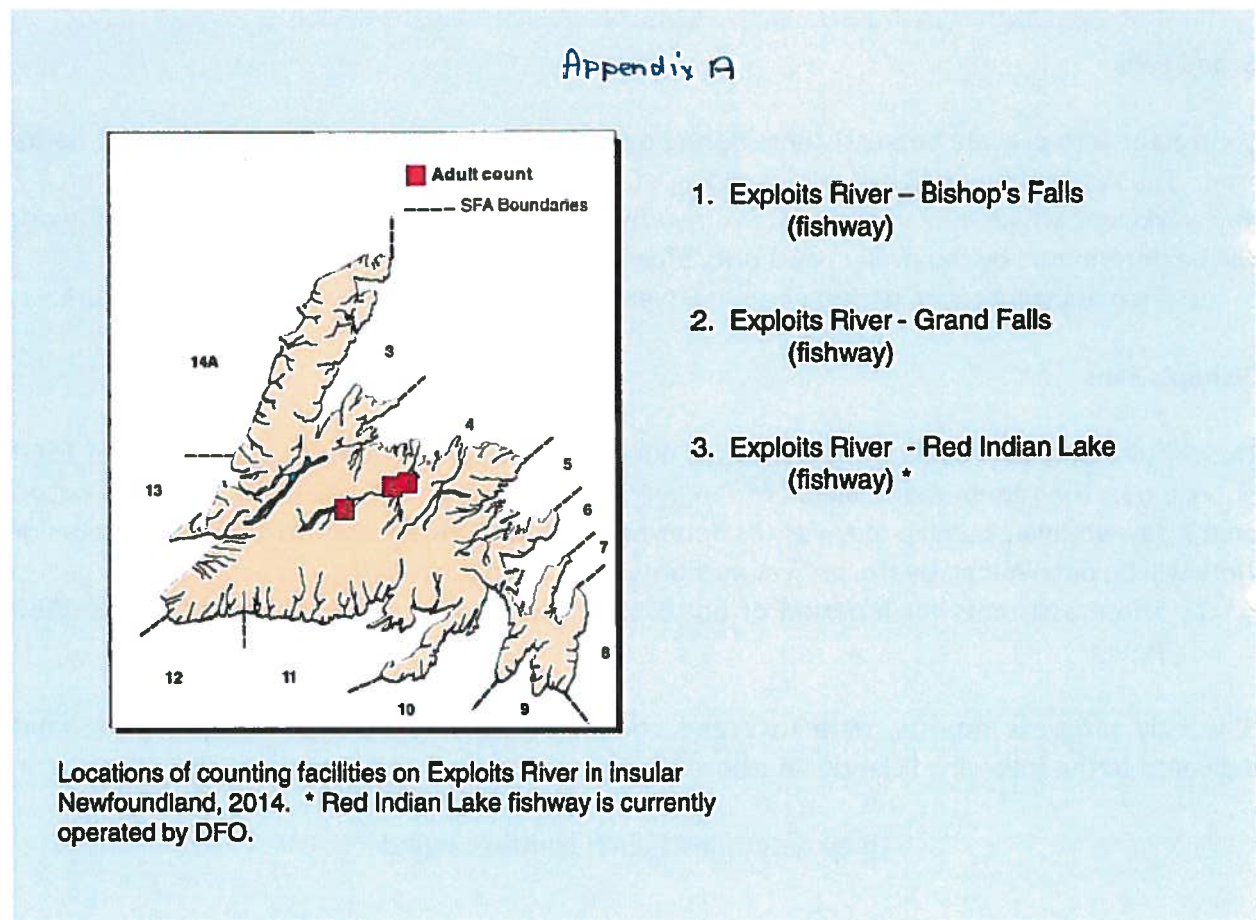 Appendix A
Adult count
SFA Boundaries
14A
3
4
13
5
6
7
8
12
11
10
9
1. Exploits River – Bishop's Falls
(fishway)
2. Exploits River - Grand Falls
(fishway)
3. Exploits River - Red Indian Lake
(fishway) *
Locations of counting facilities on Exploits River in insular
Newfoundland, 2014. * Red Indian Lake fishway is currently
operated by DFO.